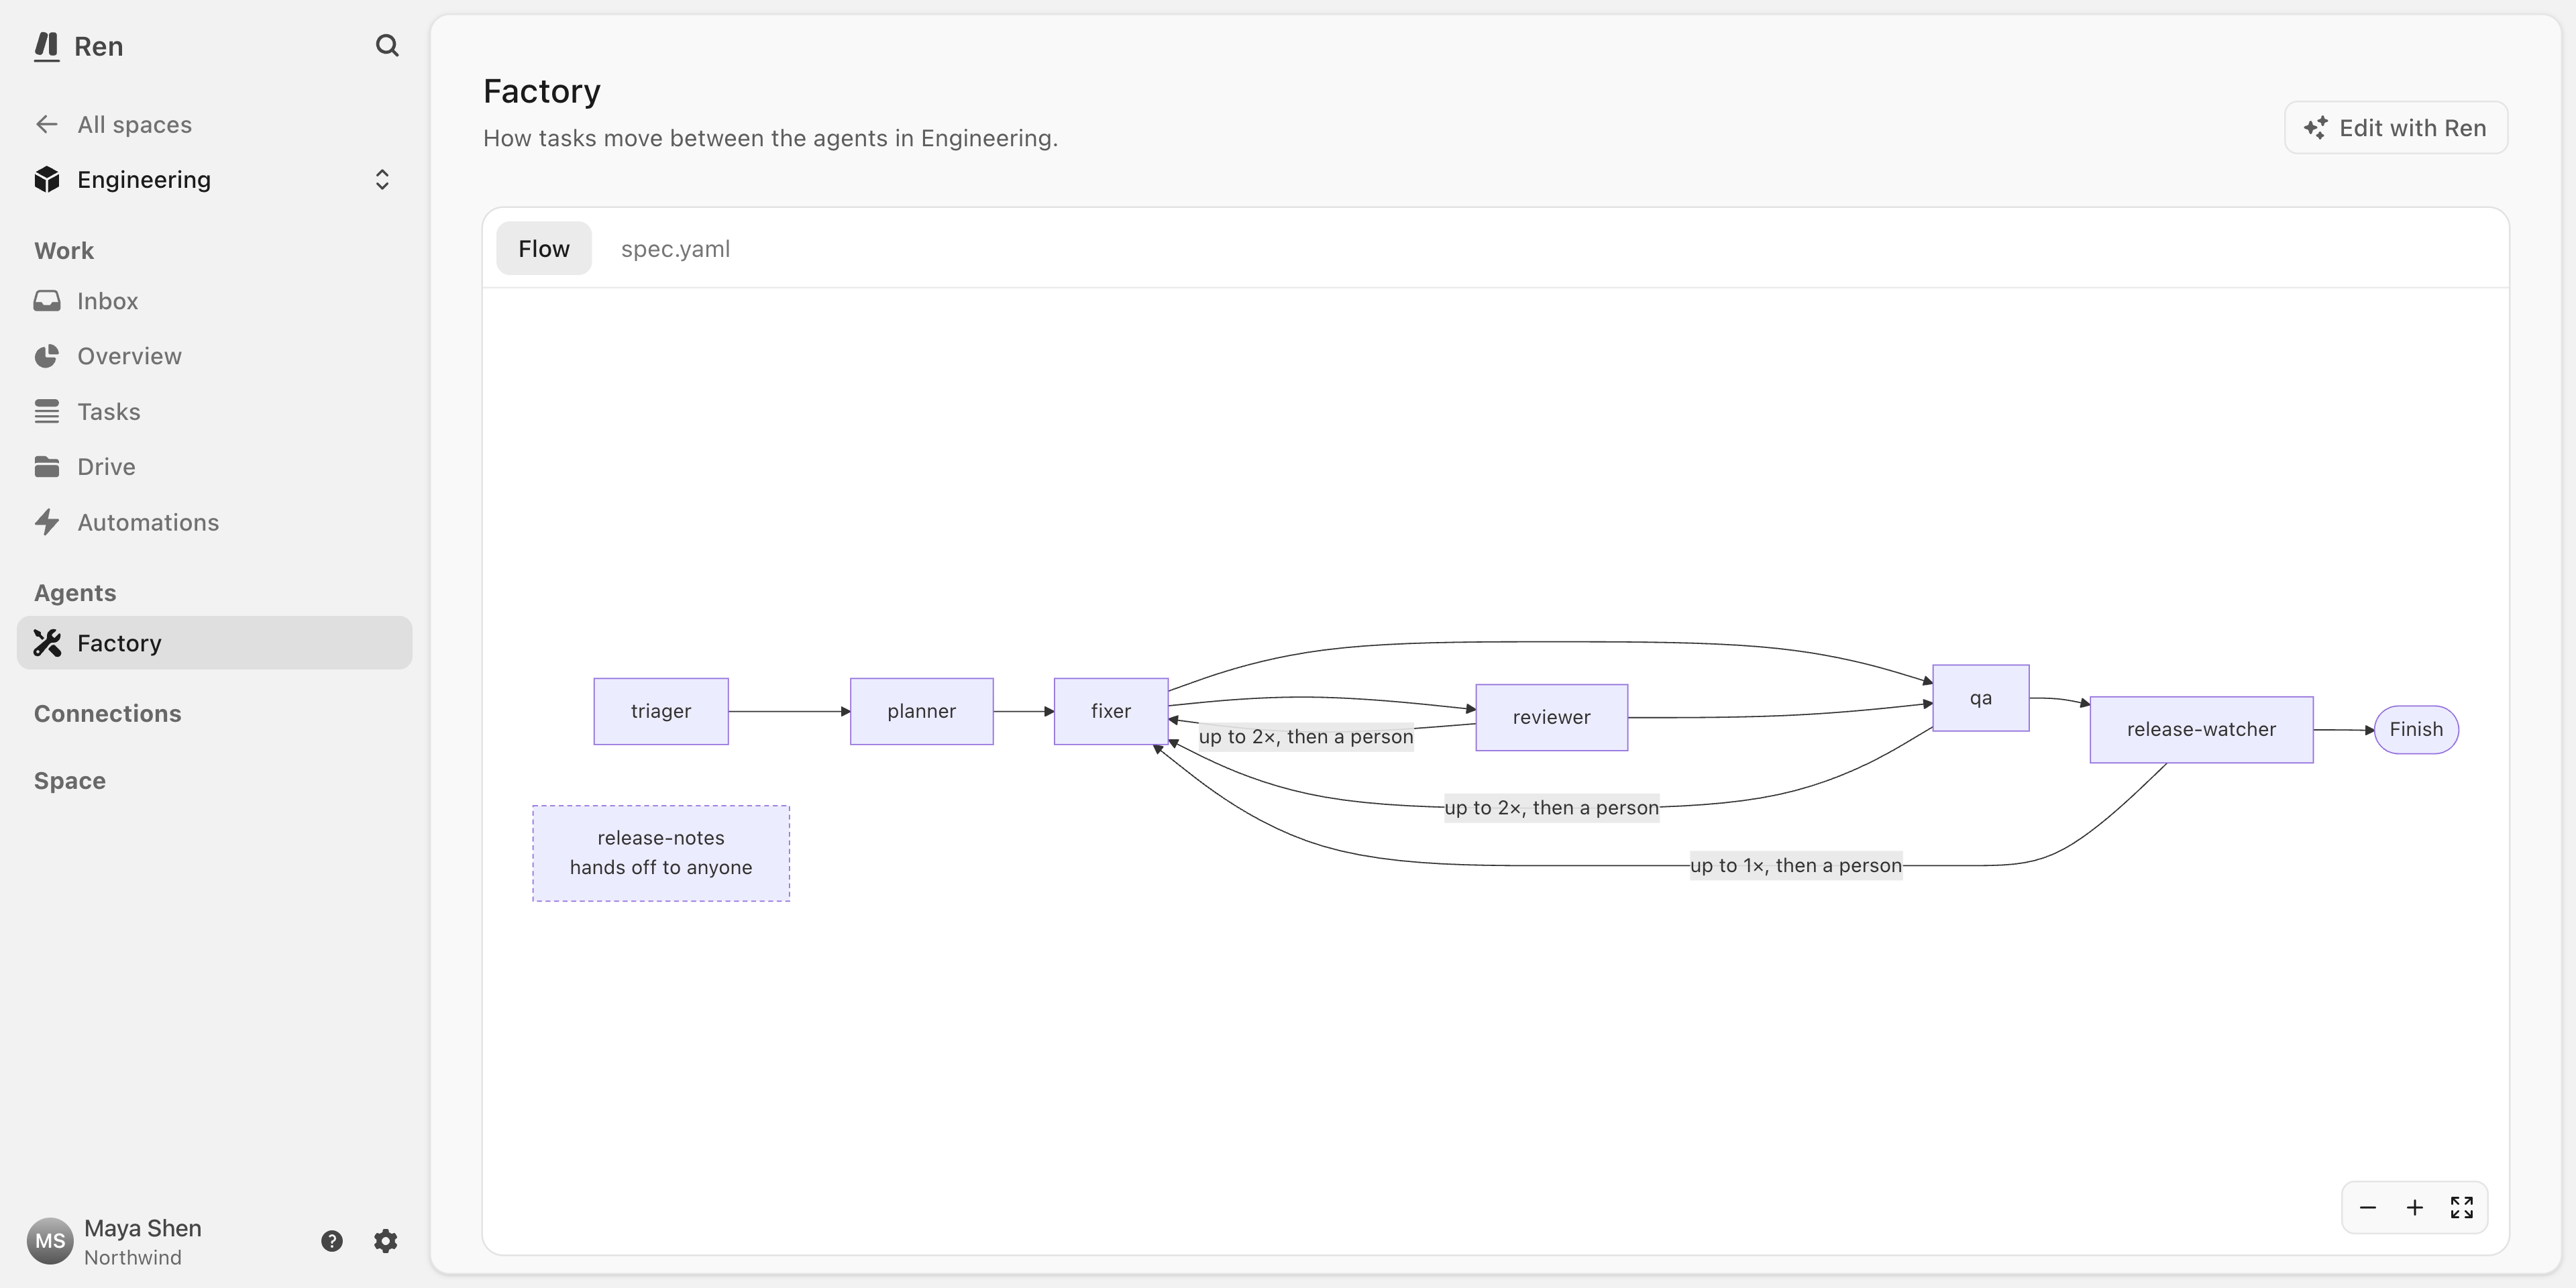 Ren
All spaces
Engineering
Work
Inbox
Overview
Tasks
Drive
Automations
Agents
Factory
Connections
Space
MS
Maya Shen
Northwind
Factory
How tasks move between the agents in Engineering.
Edit with Ren
Flow
spec.yaml
triager
planner
fixer
reviewer
qa
release-watcher
Finish
up to 2×, then a person
up to 2×, then a person
up to 1×, then a person
release-notes
hands off to anyone